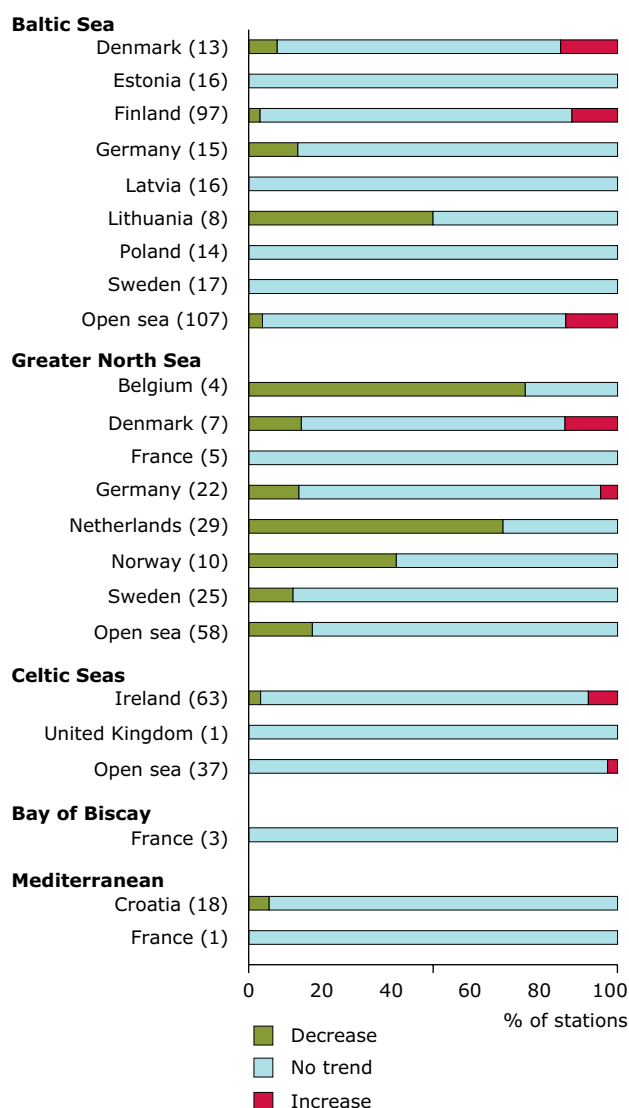 Baltic Sea
Denmark (13)
Estonia (16)
Finland (97)
Germany (15)
Latvia (16)
Lithuania (8)
Poland (14)
Sweden (17)
Open sea (107)
Greater North Sea
Belgium (4)
Denmark (7)
France (5)
Germany (22)
Netherlands (29)
Norway (10)
Sweden (25)
Open sea (58)
Celtic Seas
Ireland (63)
United Kingdom (1)
Open sea (37)
Bay of Biscay
France (3)
Mediterranean
Croatia (18)
France (1)
0 20 40 60 80 100
% of stations
Decrease
No trend
Increase